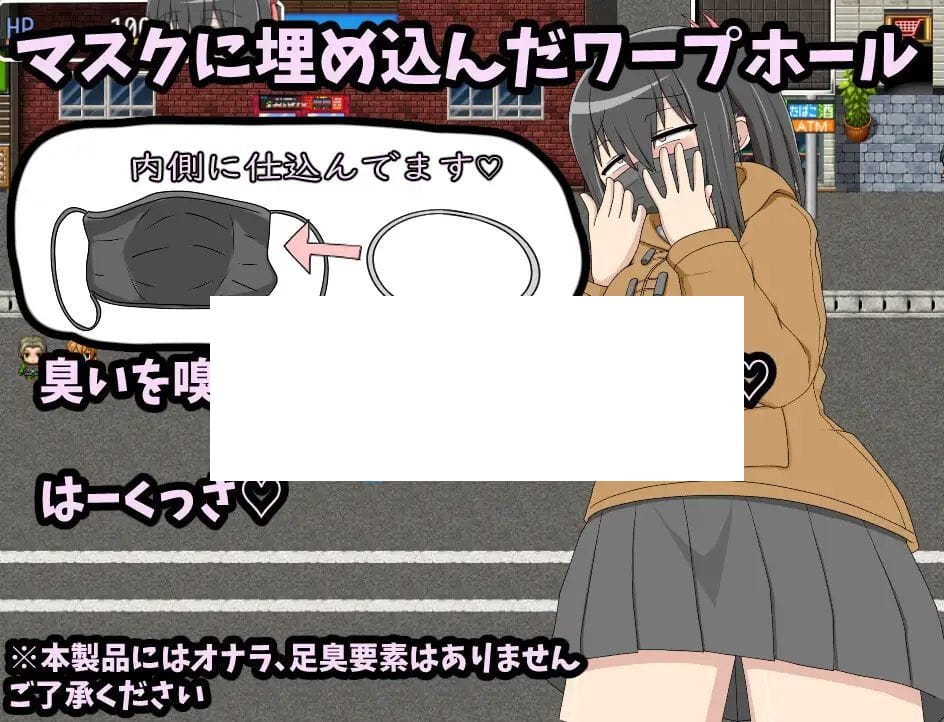 HP
100
マスクに埋め込んだワープホール
たばこ 酒
ATM
内側に仕込んでます♡
臭いを嗅
♡
はーくっさ♡
※本製品にはオナラ、足臭要素はありません
ご了承ください